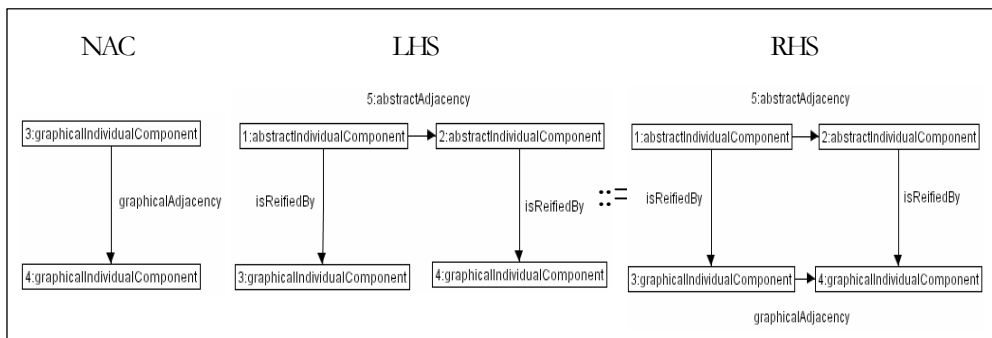 NAC
3:graphicalIndividualComponent
graphicalAdjacency
4:graphicalIndividualComponent
LHS
5:abstractAdjacency
1:abstractIndividualComponent
2:abstractIndividualComponent
isReifiedBy
isReifiedBy
3:graphicalIndividualComponent
4:graphicalIndividualComponent
::=
RHS
5:abstractAdjacency
1:abstractIndividualComponent
2:abstractIndividualComponent
isReifiedBy
isReifiedBy
3:graphicalIndividualComponent
4:graphicalIndividualComponent
graphicalAdjacency